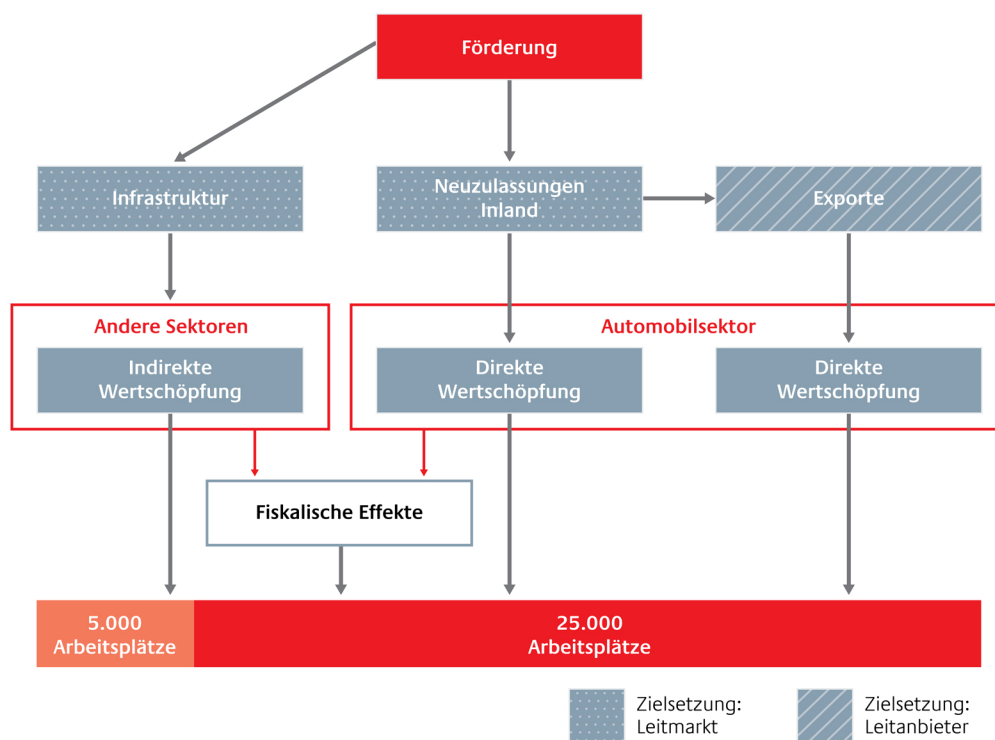 Förderung
Infrastruktur
Neuzulassungen
Inland
Exporte
Andere Sektoren
Automobilsektor
Indirekte
Wertschöpfung
Direkte
Wertschöpfung
Direkte
Wertschöpfung
Fiskalische Effekte
5.000
Arbeitsplätze
25.000
Arbeitsplätze
Zielsetzung:
Leitmarkt
Zielsetzung:
Leitanbieter